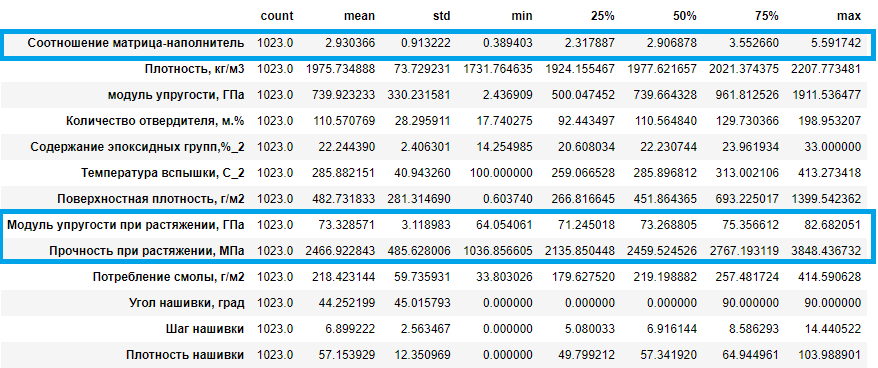 count mean std min 25% 50% 75% max
Соотношение матрица-наполнитель 1023.0 2.930366 0.913222 0.389403 2.317887 2.906878 3.552660 5.591742
Плотность, кг/м3 1023.0 1975.734888 73.729231 1731.764635 1924.155467 1977.621657 2021.374375 2207.773481
модуль упругости, ГПа 1023.0 739.923233 330.231581 2.436909 500.047452 739.664328 961.812526 1911.536477
Количество отвердителя, м.% 1023.0 110.570769 28.295911 17.740275 92.443497 110.564840 129.730366 198.953207
Содержание эпоксидных групп,%_2 1023.0 22.244390 2.406301 14.254985 20.608034 22.230744 23.961934 33.000000
Температура вспышки, С_2 1023.0 285.882151 40.943260 100.000000 259.066528 285.896812 313.002106 413.273418
Поверхностная плотность, г/м2 1023.0 482.731833 281.314690 0.603740 266.816645 451.864365 693.225017 1399.542362
Модуль упругости при растяжении, ГПа 1023.0 73.328571 3.118983 64.054061 71.245018 73.268805 75.356612 82.682051
Прочность при растяжении, МПа 1023.0 2466.922843 485.628006 1036.856605 2135.850448 2459.524526 2767.193119 3848.436732
Потребление смолы, г/м2 1023.0 218.423144 59.735931 33.803026 179.627520 219.198882 257.481724 414.590628
Угол нашивки, град 1023.0 44.252199 45.015793 0.000000 0.000000 0.000000 90.000000 90.000000
Шаг нашивки 1023.0 6.899222 2.563467 0.000000 5.080033 6.916144 8.586293 14.440522
Плотность нашивки 1023.0 57.153929 12.350969 0.000000 49.799212 57.341920 64.944961 103.988901